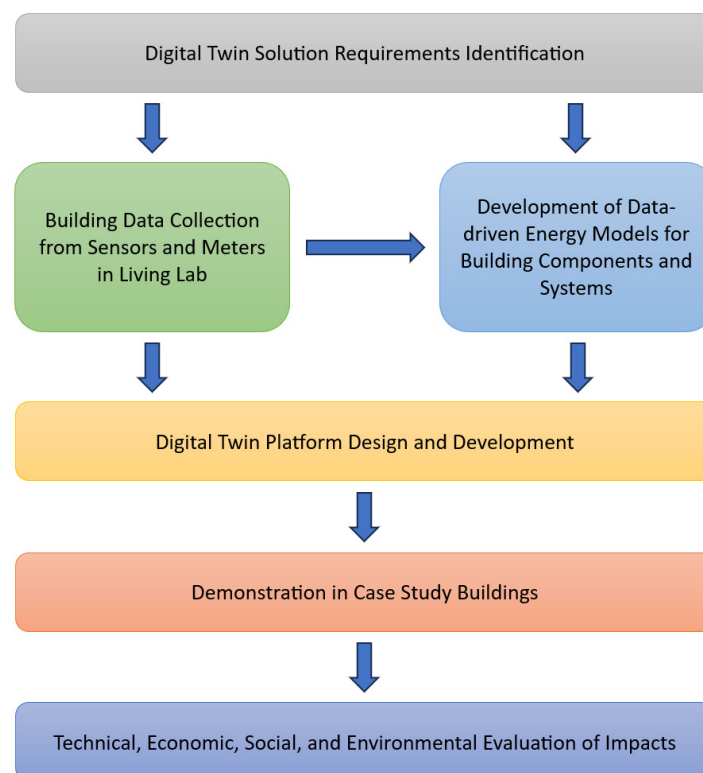 Digital Twin Solution Requirements Identification
Building Data Collection
from Sensors and Meters
in Living Lab
Development of Data-
driven Energy Models for
Building Components and
Systems
Digital Twin Platform Design and Development
Demonstration in Case Study Buildings
Technical, Economic, Social, and Environmental Evaluation of Impacts